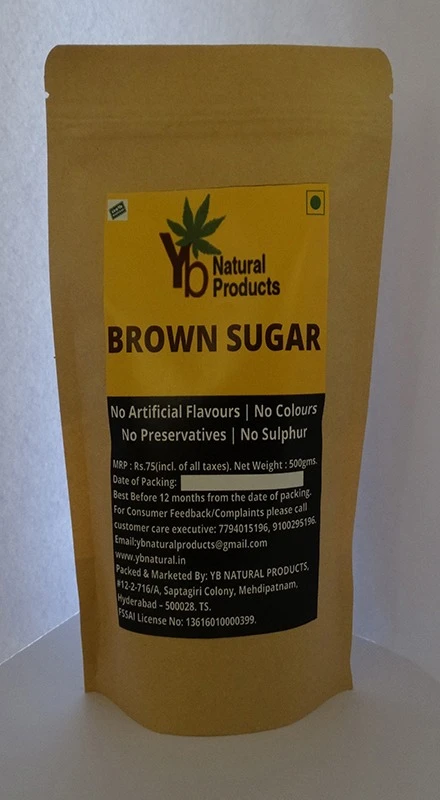 Yb Natural
Products
BROWN SUGAR
No Artificial Flavours | No Colours
No Preservatives | No Sulphur
MRP : Rs.75(incl. of all taxes). Net Weight : 500gms.
Date of Packing:
Best Before 12 months from the date of packing.
For Consumer Feedback/Complaints please call
customer care executive: 7794015196, 9100295196.
Email:ybnaturalproducts@gmail.com
www.ybnatural.in
Packed & Marketed By: YB NATURAL PRODUCTS,
#12-2-716/A, Saptagiri Colony, Mehdipatnam,
Hyderabad - 500028. TS.
FSSAI License No: 13616010000399.